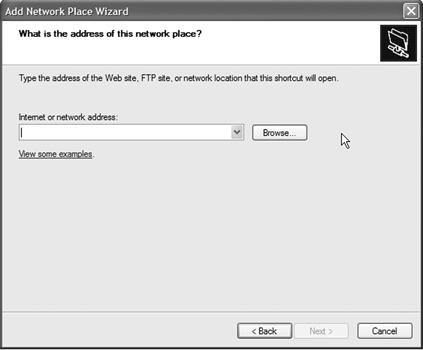 Add Network Place Wizard
What is the address of this network place?
Type the address of the Web site, FTP site, or network location that this shortcut will open.
Internet or network address:
Browse...
View some examples.
< Back Next > Cancel